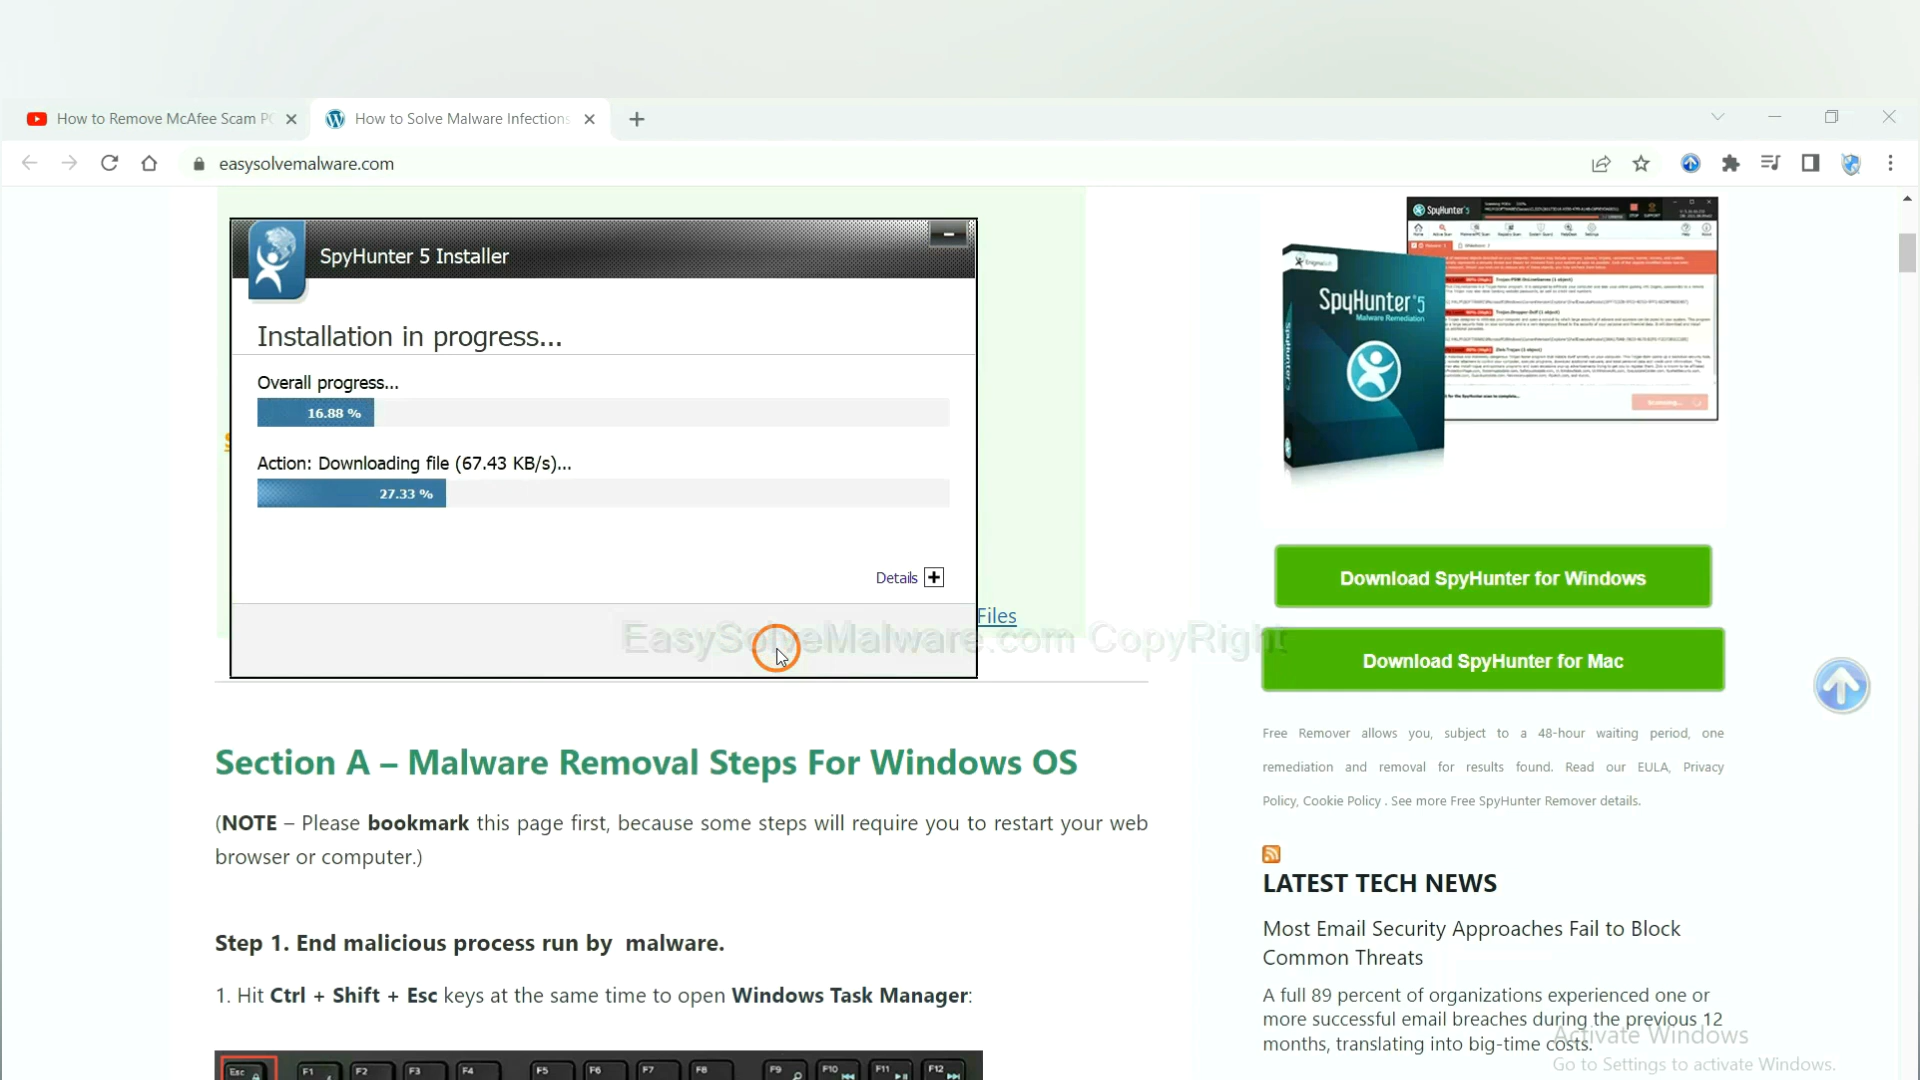 How to Remove McAfee Scam PC
How to Solve Malware Infections
easysolvemalware.com
SpyHunter 5 Installer
Installation in progress...
Overall progress...
16.88 %
Action: Downloading file (67.43 KB/s)...
27.33 %
Details
Files
EasySolveMalware.com CopyRight
Section A – Malware Removal Steps For Windows OS
(NOTE – Please bookmark this page first, because some steps will require you to restart your web
browser or computer.)
Step 1. End malicious process run by malware.
1. Hit Ctrl + Shift + Esc keys at the same time to open Windows Task Manager:
Esc F1 F2 F3 F4 F5 F6 F7 F8 F9 F10 F11 F12
SpyHunter 5
EnigmaSoft
SpyHunter 5
Malware Remediation
Download SpyHunter for Windows
Download SpyHunter for Mac
Free Remover allows you, subject to a 48-hour waiting period, one
remediation and removal for results found. Read our EULA, Privacy
Policy, Cookie Policy . See more Free SpyHunter Remover details.
LATEST TECH NEWS
Most Email Security Approaches Fail to Block
Common Threats
A full 89 percent of organizations experienced one or
more successful email breaches during the previous 12
months, translating into big-time costs.
Activate Windows
Go to Settings to activate Windows.